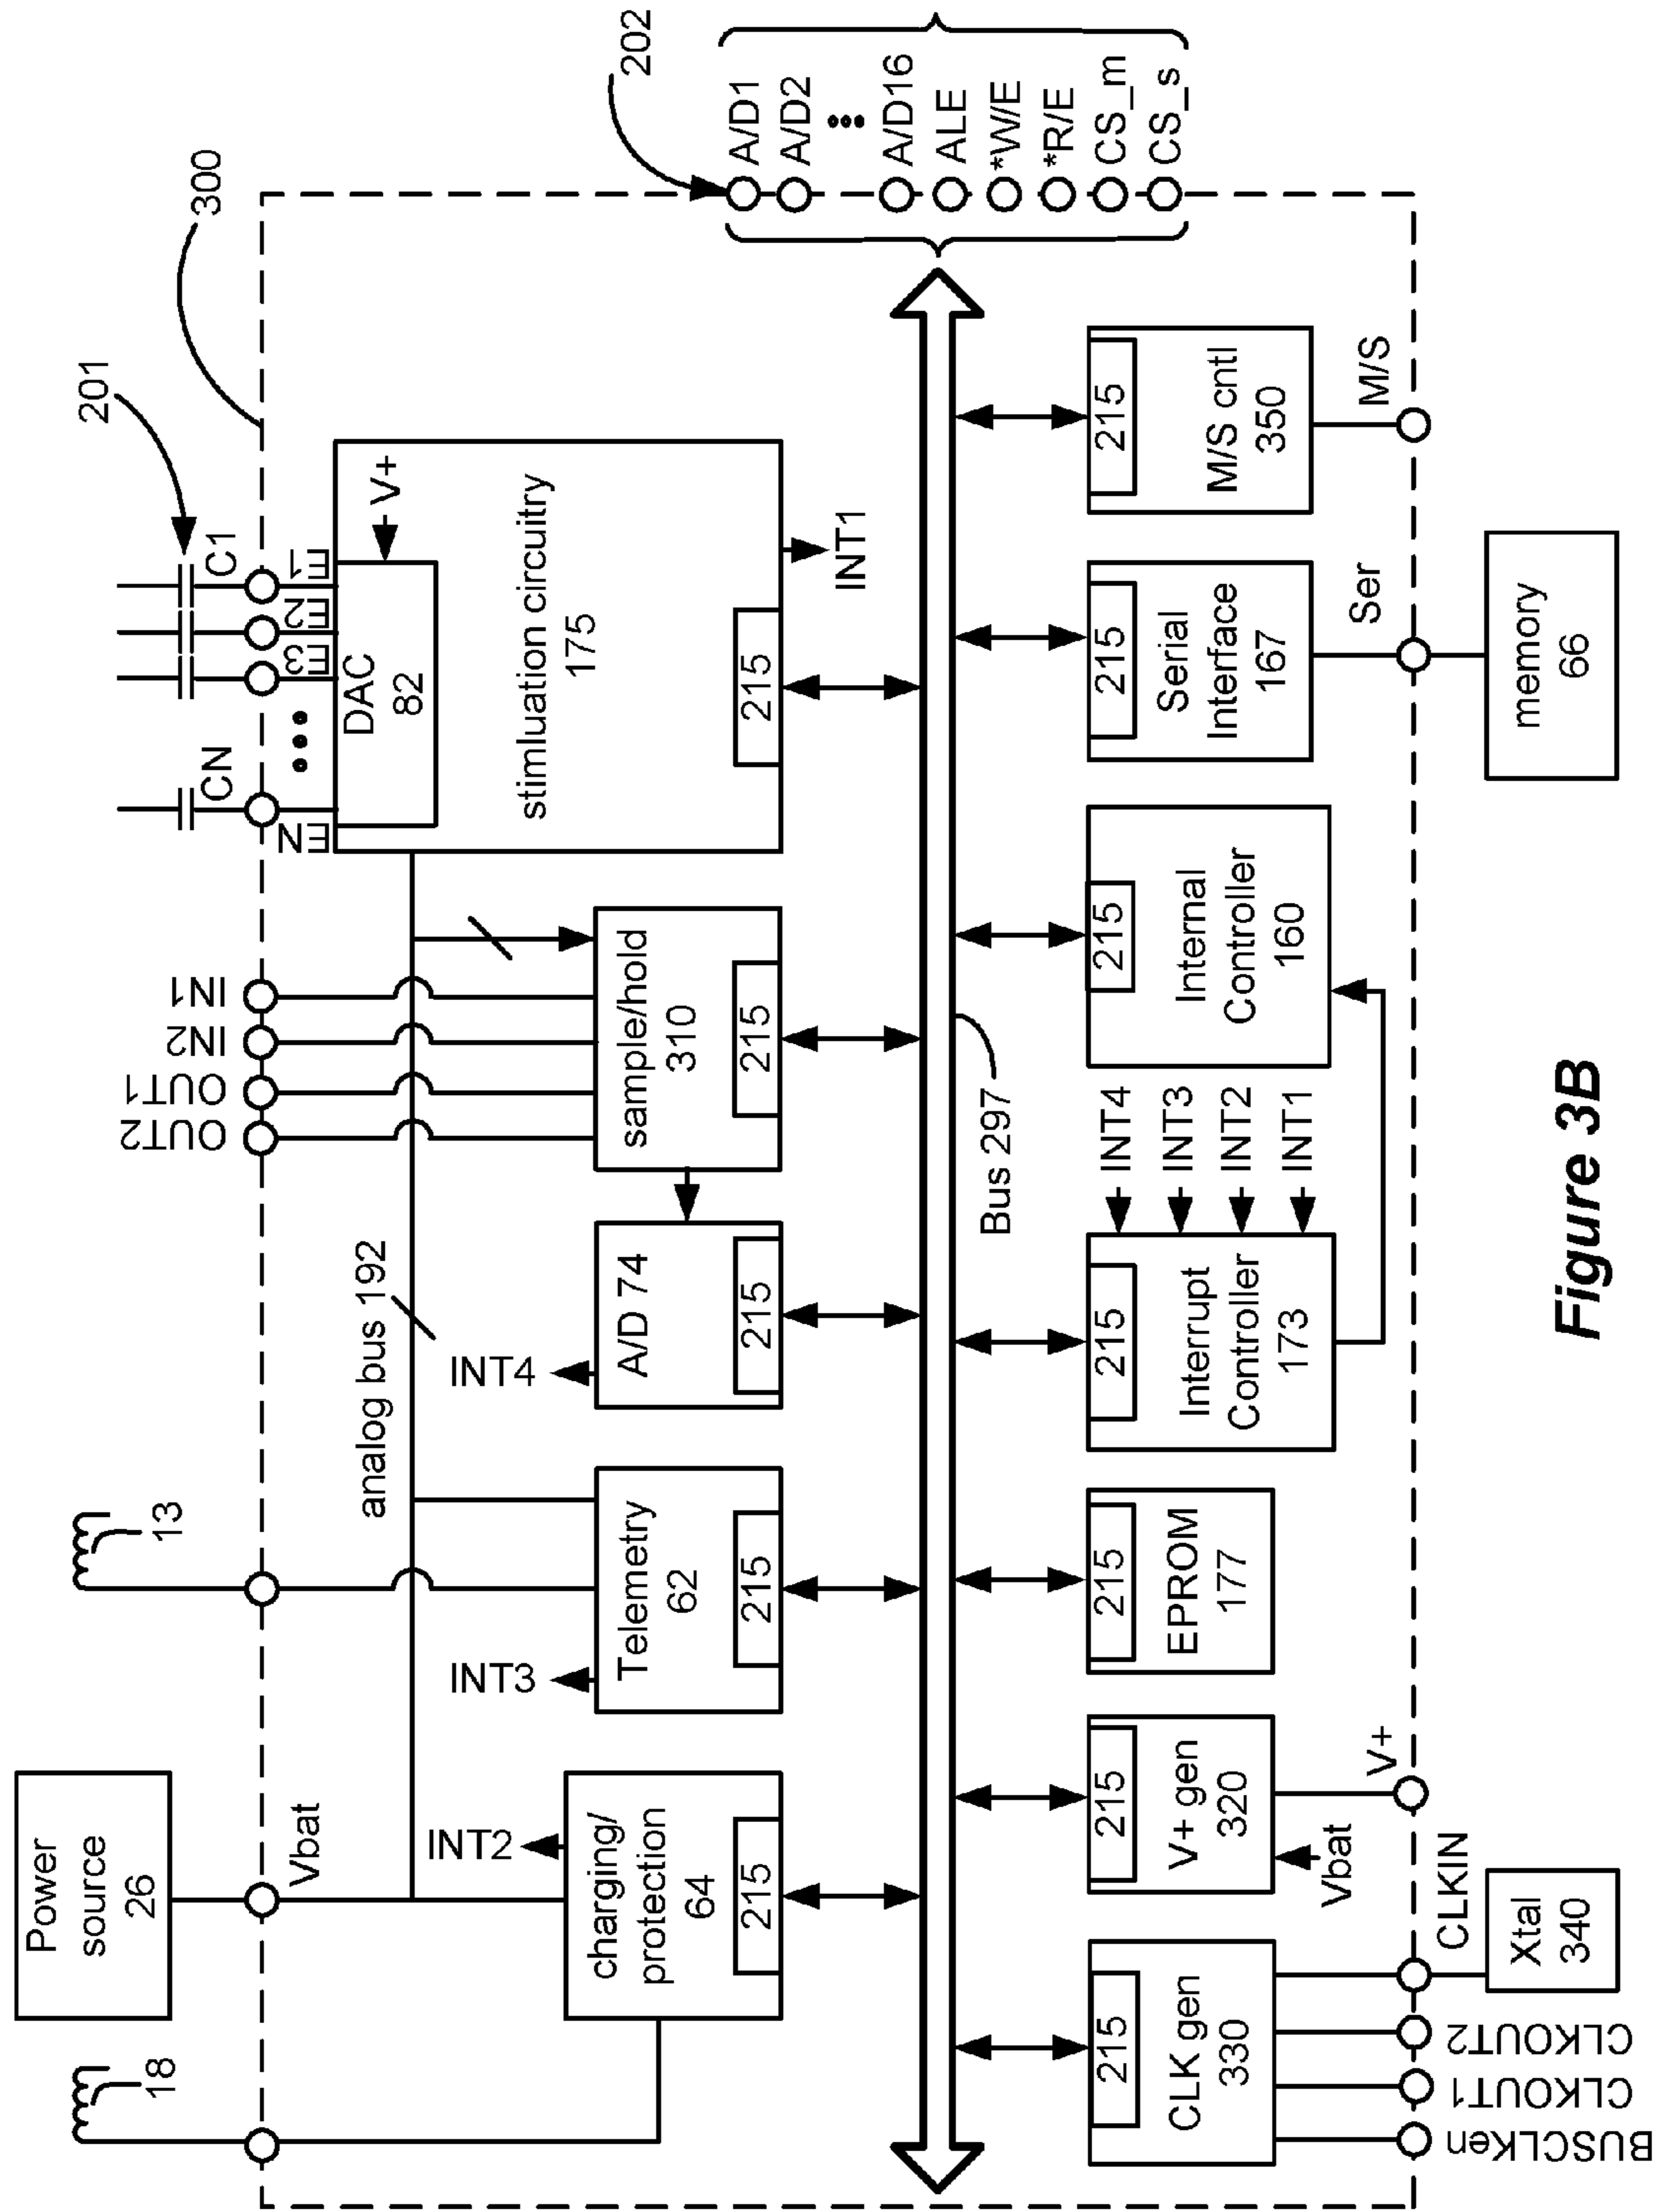 Power
source
26
18
13
Vbat
300
201
202
CN
C1
EN
E3
E2
E1
OUT2
OUT1
IN2
IN1
analog bus 192
DAC
82
V+
stimluation circuitry
175
215
INT1
INT2
charging/
protection
64
215
INT3
Telemetry
62
215
INT4
A/D 74
215
sample/hold
310
215
A/D1
A/D2
A/D16
ALE
*W/E
*R/E
CS_m
CS_s
Bus 297
215
CLK gen
330
215
V+ gen
320
Vbat
215
EPROM
177
215
Interrupt
Controller
173
INT4
INT3
INT2
INT1
215
Internal
Controller
160
215
Serial
Interface
167
215
M/S cntl
350
BUSCLKen
CLKOUT1
CLKOUT2
CLKIN
Xtal
340
V+
Ser
memory
66
M/S
Figure 3B